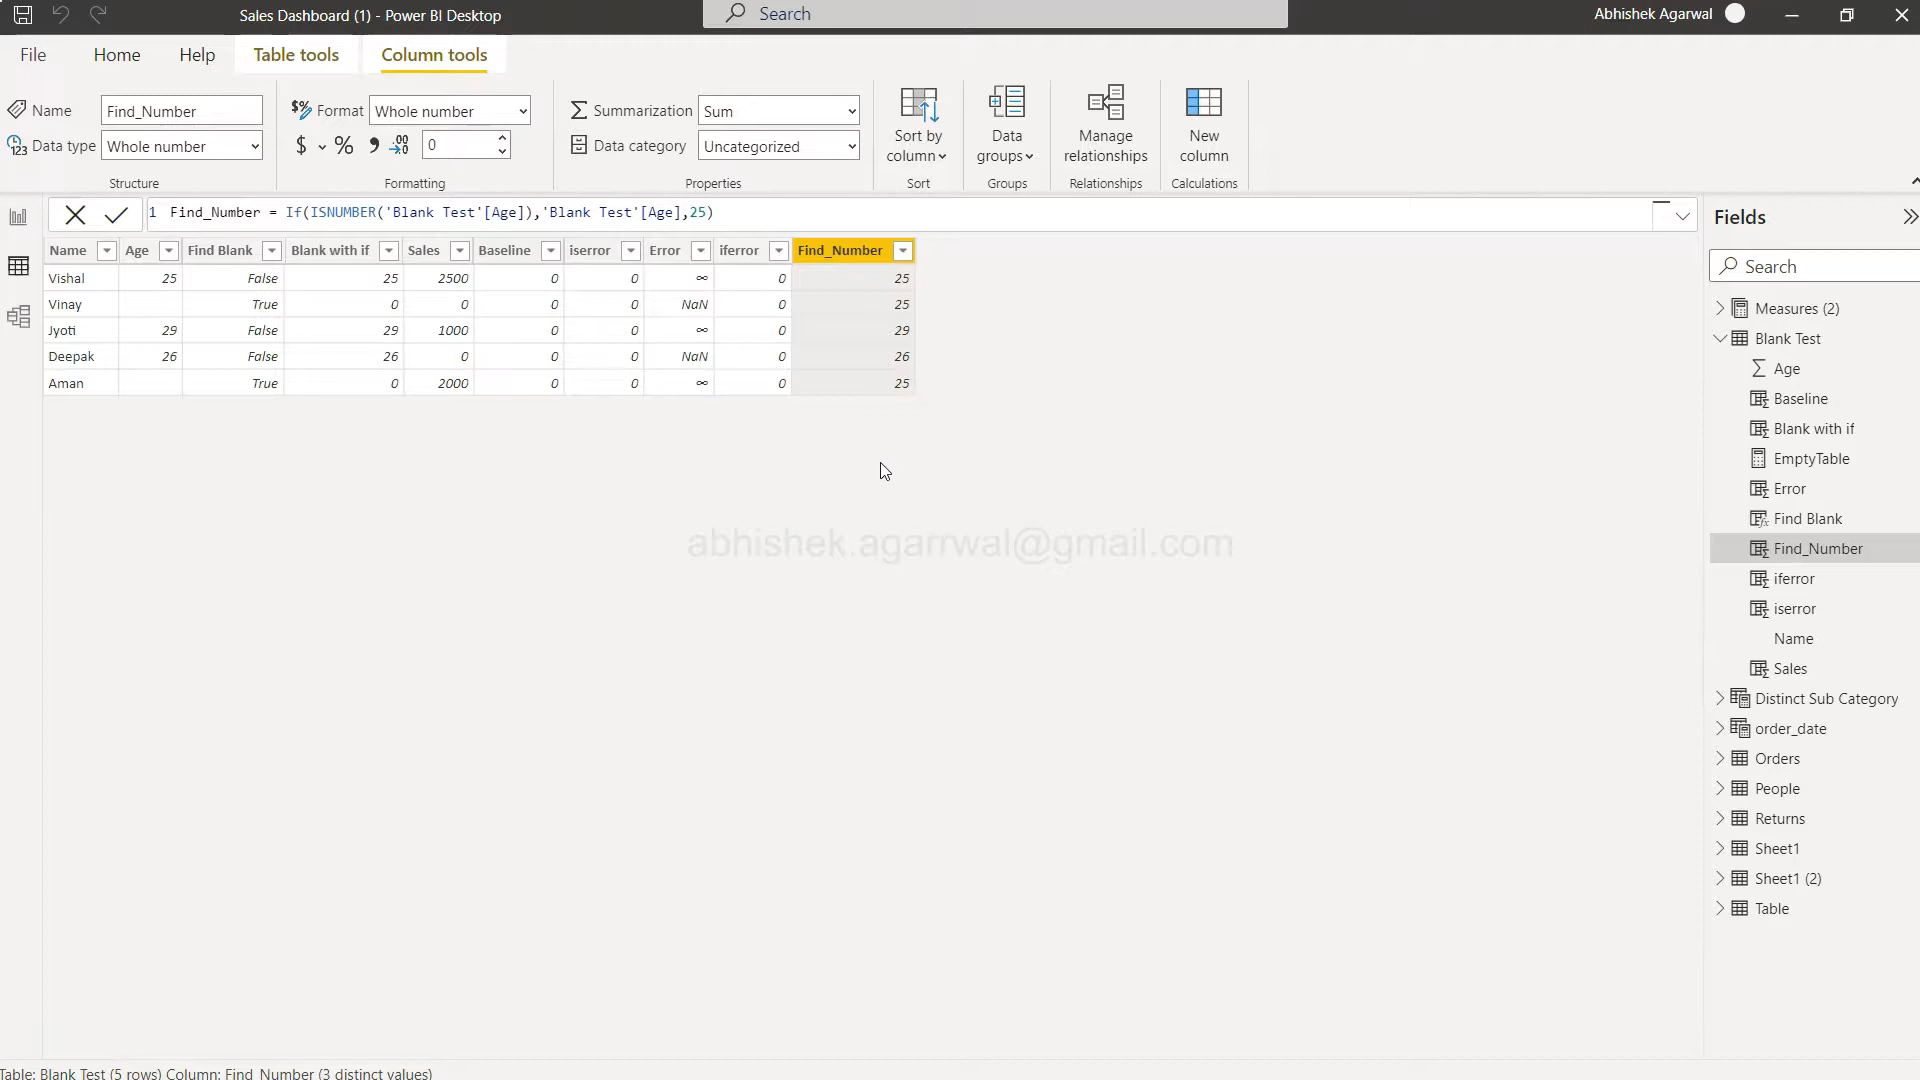 Sales Dashboard (1) - Power BI Desktop
Search
Abhishek Agarwal
File Home Help Table tools Column tools
Name Find_Number
Data type Whole number
Structure
Format Whole number
$ % 0
Formatting
Summarization Sum
Data category Uncategorized
Properties
Sort by
column
Sort
Data
groups
Groups
Manage
relationships
Relationships
New
column
Calculations
1 Find_Number = If(ISNUMBER('Blank Test'[Age]),'Blank Test'[Age],25)
Name Age Find Blank Blank with if Sales Baseline iserror Error iferror Find_Number
Vishal 25 False 25 2500 0 0 ∞ 0 25
Vinay True 0 0 0 0 NaN 0 25
Jyoti 29 False 29 1000 0 0 ∞ 0 29
Deepak 26 False 26 0 0 0 NaN 0 26
Aman True 0 2000 0 0 ∞ 0 25
abhishek.agarrwal@gmail.com
Fields
Search
Measures (2)
Blank Test
Age
Baseline
Blank with if
EmptyTable
Error
Find Blank
Find_Number
iferror
iserror
Name
Sales
Distinct Sub Category
order_date
Orders
People
Returns
Sheet1
Sheet1 (2)
Table
Table: Blank Test (5 rows) Column: Find_Number (3 distinct values)